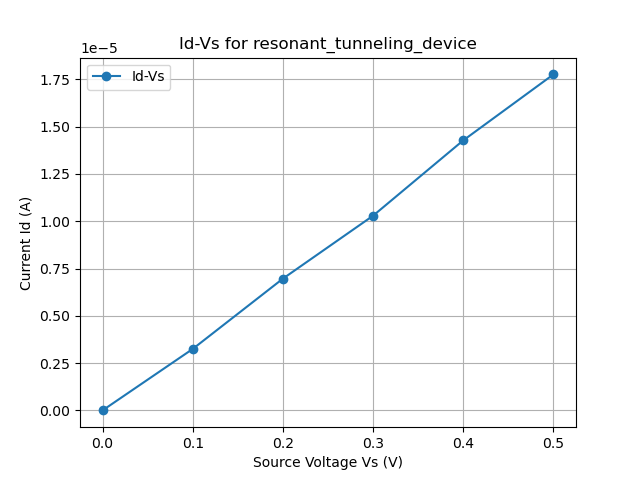 Id-Vs for resonant_tunneling_device
1e−5
Id-Vs
1.75
1.50
1.25
1.00
0.75
0.50
0.25
0.00
Current Id (A)
0.0 0.1 0.2 0.3 0.4 0.5
Source Voltage Vs (V)